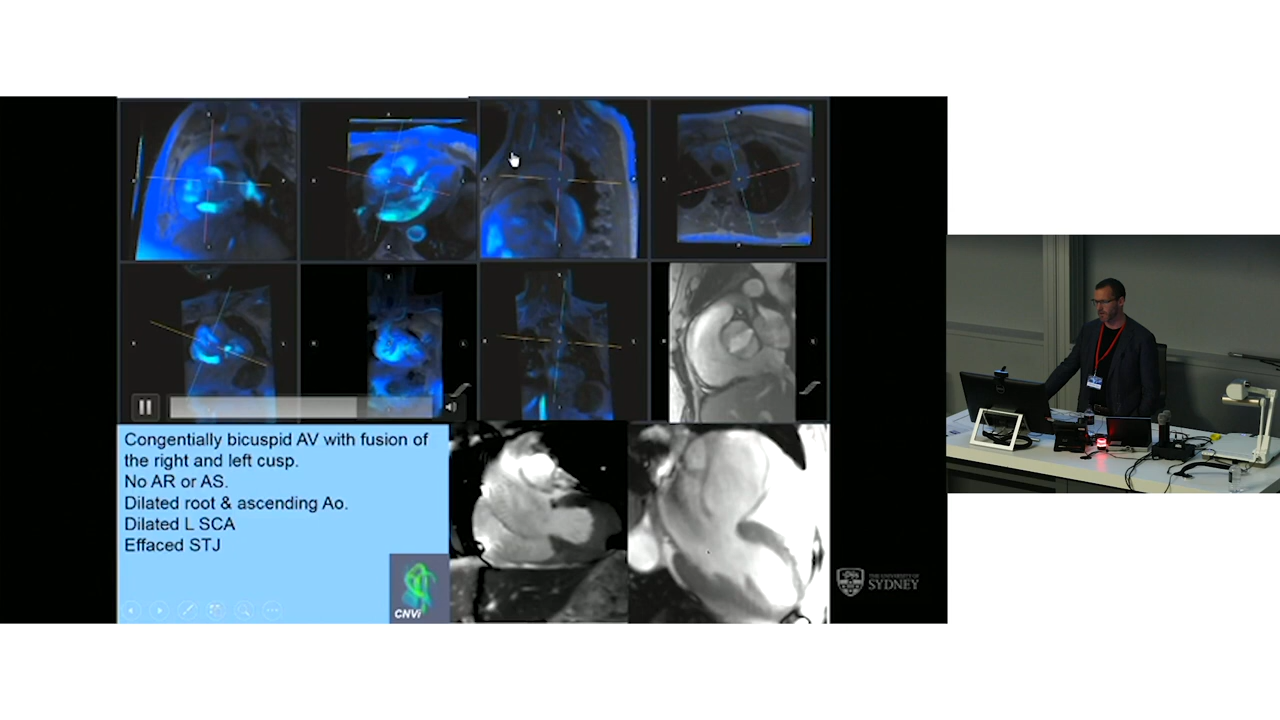 Congentially bicuspid AV with fusion of
the right and left cusp.
No AR or AS.
Dilated root & ascending Ao.
Dilated L SCA
Effaced STJ
CNVi
THE UNIVERSITY OF
SYDNEY